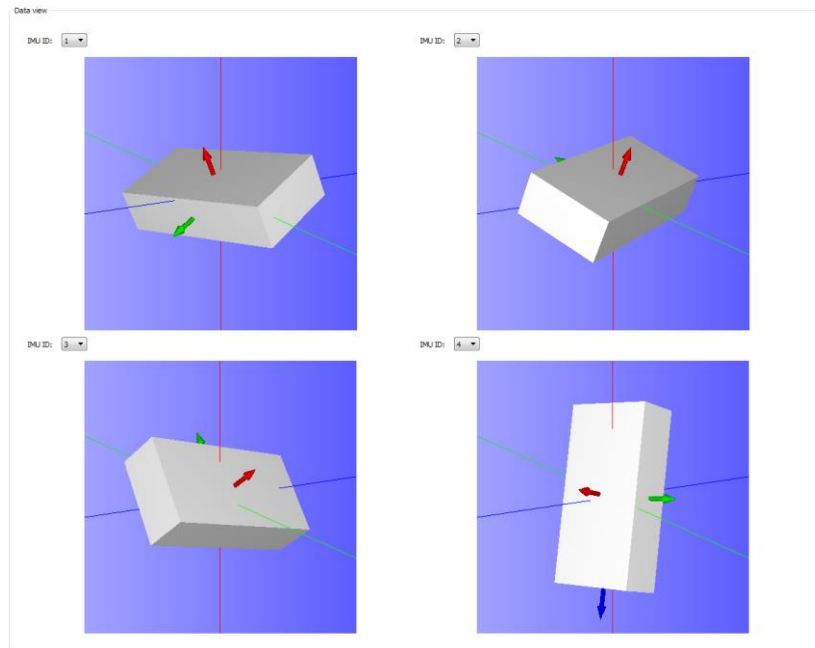 Data view
IMU ID: 1
IMU ID: 2
IMU ID: 3
IMU ID: 4